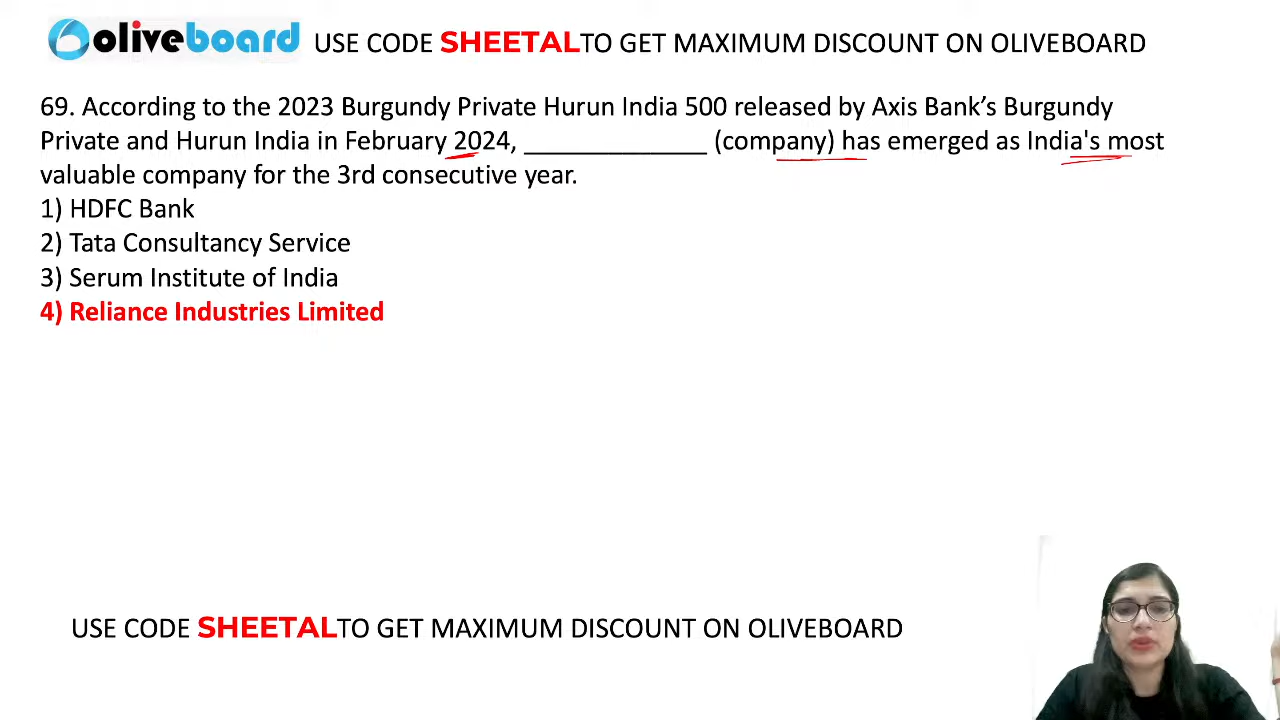 oliveboard USE CODE SHEETAL TO GET MAXIMUM DISCOUNT ON OLIVEBOARD
69. According to the 2023 Burgundy Private Hurun India 500 released by Axis Bank’s Burgundy
Private and Hurun India in February 2024, _____________ (company) has emerged as India's most
valuable company for the 3rd consecutive year.
1) HDFC Bank
2) Tata Consultancy Service
3) Serum Institute of India
4) Reliance Industries Limited
USE CODE SHEETAL TO GET MAXIMUM DISCOUNT ON OLIVEBOARD